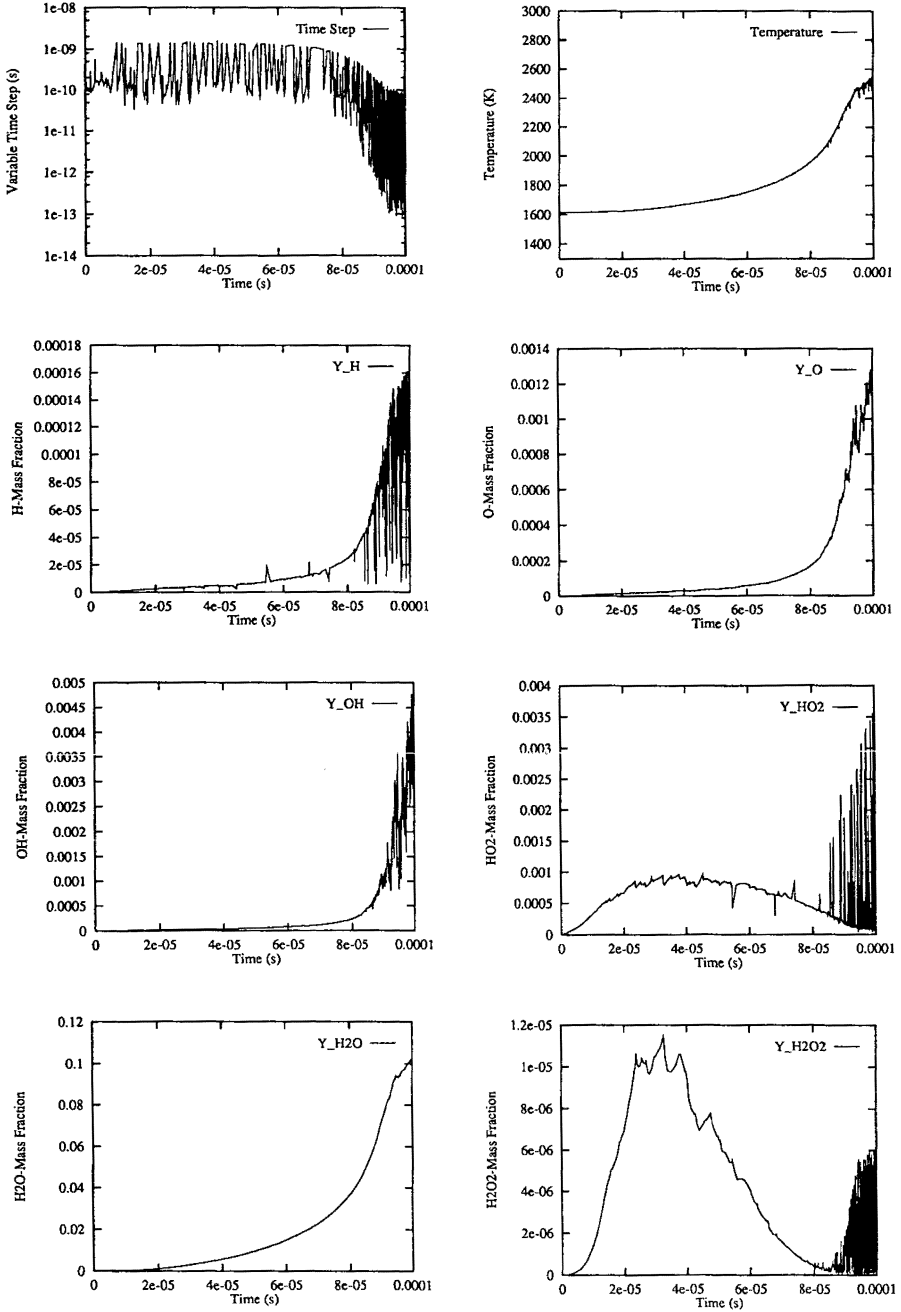 Variable Time Step (s)
1e-08
1e-09
1e-10
1e-11
1e-12
1e-13
1e-14
Time Step
0
2e-05
4e-05
6e-05
8e-05
0.0001
Time (s)
Temperature (K)
3000
2800
2600
2400
2200
2000
1800
1600
1400
Temperature
0
2e-05
4e-05
6e-05
8e-05
0.0001
Time (s)
H-Mass Fraction
0.00018
0.00016
0.00014
0.00012
0.0001
8e-05
6e-05
4e-05
2e-05
0
Y_H
0
2e-05
4e-05
6e-05
8e-05
0.0001
Time (s)
O-Mass Fraction
0.0014
0.0012
0.001
0.0008
0.0006
0.0004
0.0002
0
Y_O
0
2e-05
4e-05
6e-05
8e-05
0.0001
Time (s)
OH-Mass Fraction
0.005
0.0045
0.004
0.0035
0.003
0.0025
0.002
0.0015
0.001
0.0005
0
Y_OH
0
2e-05
4e-05
6e-05
8e-05
0.0001
Time (s)
HO2-Mass Fraction
0.004
0.0035
0.003
0.0025
0.002
0.0015
0.001
0.0005
0
Y_HO2
0
2e-05
4e-05
6e-05
8e-05
0.0001
Time (s)
H2O-Mass Fraction
0.12
0.1
0.08
0.06
0.04
0.02
0
Y_H2O
0
2e-05
4e-05
6e-05
8e-05
0.0001
Time (s)
H2O2-Mass Fraction
1.2e-05
1e-05
8e-06
6e-06
4e-06
2e-06
0
Y_H2O2
0
2e-05
4e-05
6e-05
8e-05
0.0001
Time (s)